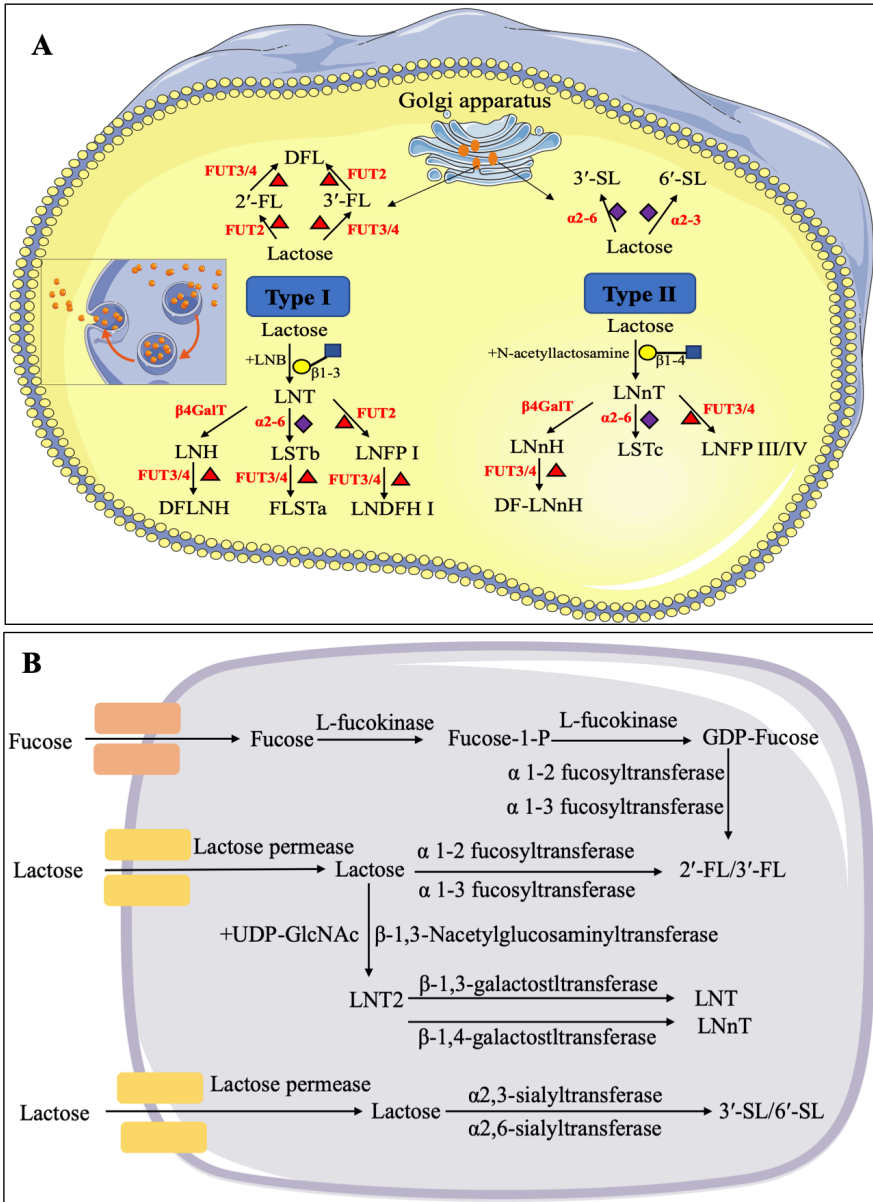 A
Golgi apparatus
DFL
FUT3/4
FUT2
2′-FL
3′-FL
FUT2
FUT3/4
Lactose
3′-SL
6′-SL
α2-6
α2-3
Lactose
Type I
Lactose
+LNB
β1-3
LNT
β4GalT
α2-6
FUT2
LNH
LSTb
LNFP I
FUT3/4
FUT3/4
FUT3/4
DFLNH
FLSTa
LNDFH I
Type II
Lactose
+N-acetyllactosamine
β1-4
LNnT
β4GalT
α2-6
FUT3/4
LNnH
LSTc
LNFP III/IV
FUT3/4
DF-LNnH
B
Fucose
Fucose
L-fucokinase
Fucose-1-P
L-fucokinase
GDP-Fucose
α 1-2 fucosyltransferase
α 1-3 fucosyltransferase
Lactose
Lactose permease
Lactose
α 1-2 fucosyltransferase
α 1-3 fucosyltransferase
2′-FL/3′-FL
+UDP-GlcNAc
β-1,3-Nacetylglucosaminyltransferase
LNT2
β-1,3-galactostltransferase
LNT
β-1,4-galactostltransferase
LNnT
Lactose
Lactose permease
Lactose
α2,3-sialyltransferase
α2,6-sialyltransferase
3′-SL/6′-SL